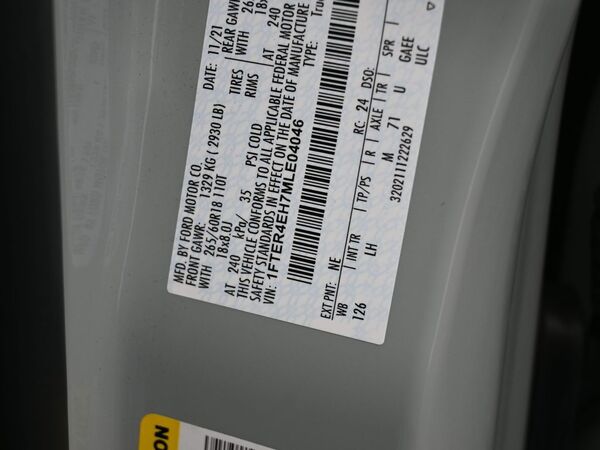 MFD. BY FORD MOTOR CO.
DATE: 11/21
FRONT GAWR: 1329 KG ( 2930 LB)
REAR GAWR
WITH 265/60R18 110T TIRES WITH
18x8.0J RIMS
AT 240 kPa/ 35 PSI COLD AT 240
THIS VEHICLE CONFORMS TO ALL APPLICABLE FEDERAL MOTOR
SAFETY STANDARDS IN EFFECT ON THE DATE OF MANUFACTURE
VIN: 1FTER4EH7MLE04046 TYPE:
EXT PNT: NE RC: 24 DSO:
WB INT TR TP/PS R AXLE TR SPR
126 LH M 71 U GAEE
3202111222629 ULC
ION